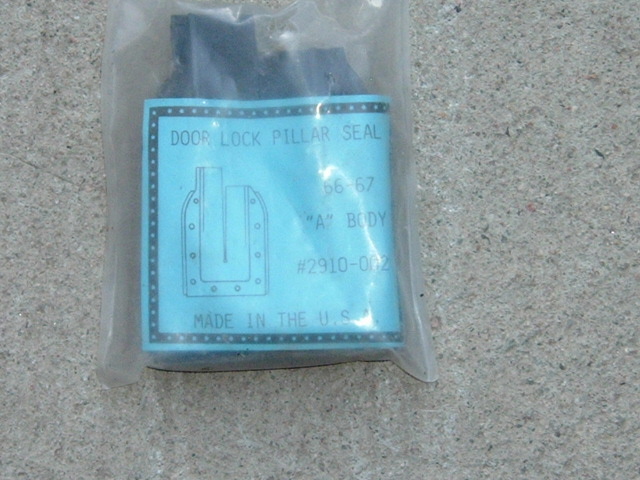 DOOR LOCK PILLAR SEAL
66-67
"A" BODY
#2910-002
MADE IN THE U.S.A.